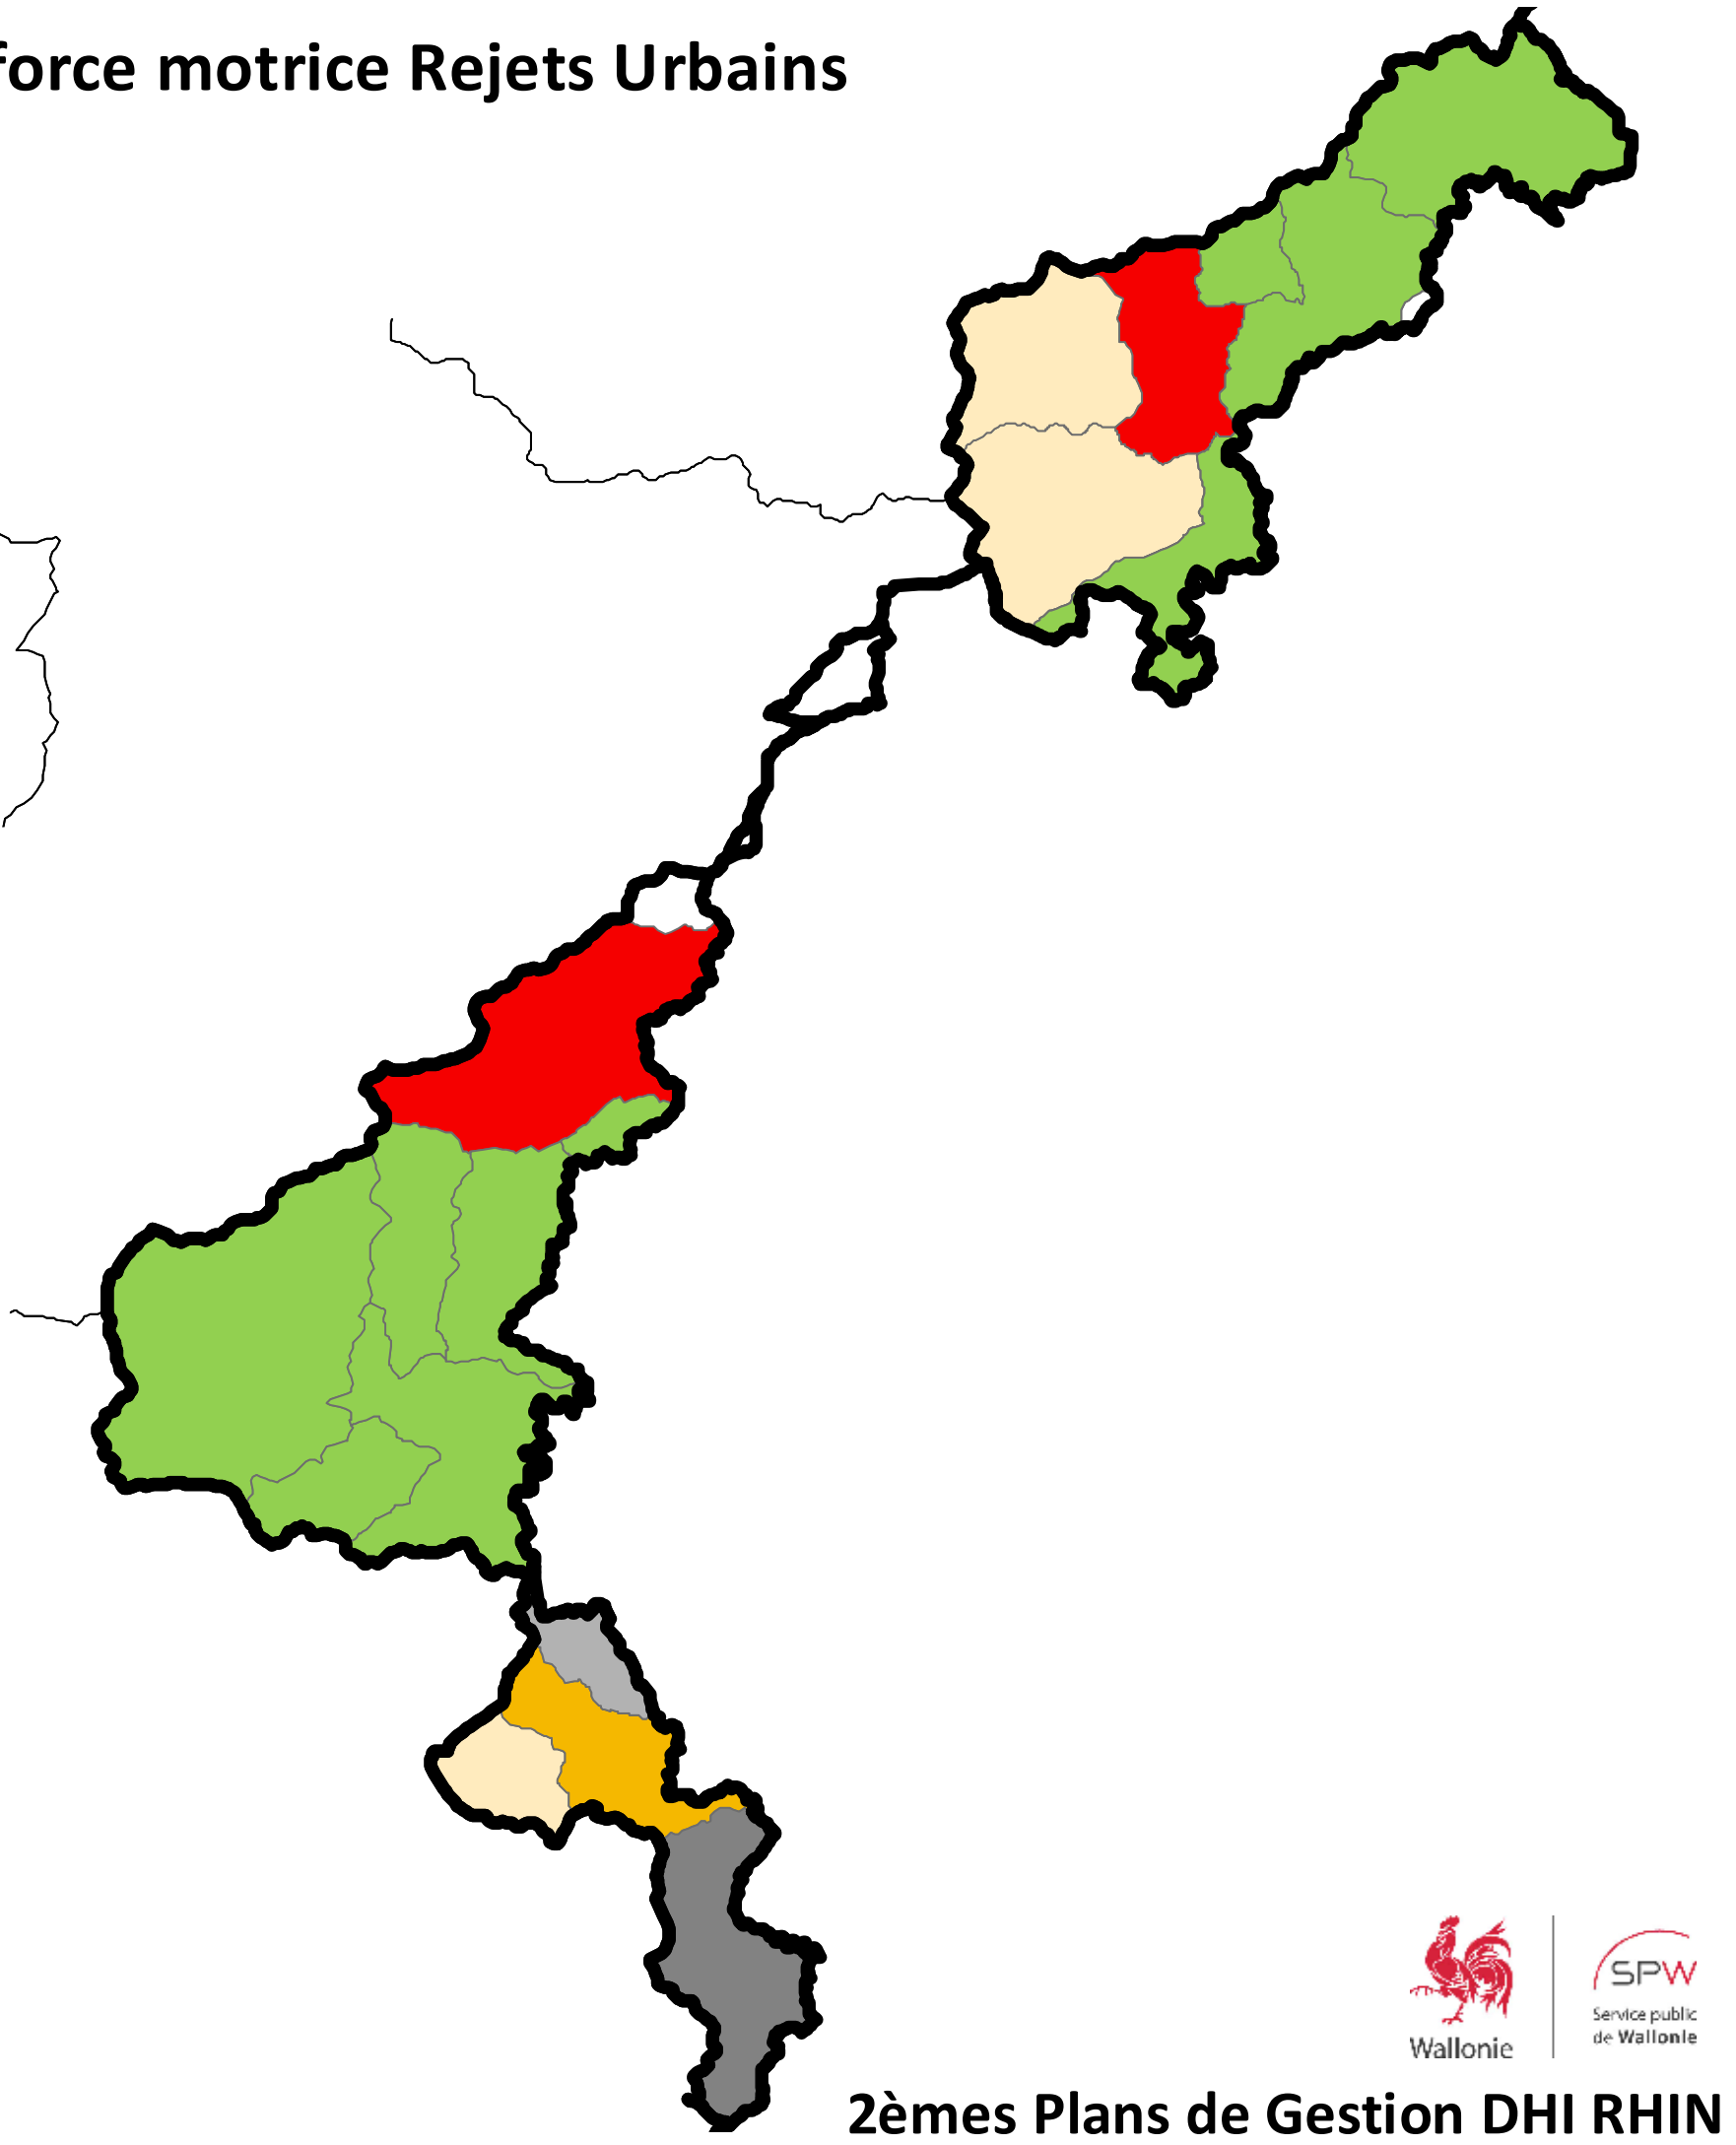 force motrice Rejets Urbains
Wallonie
SPW
Service public
de Wallonie
2èmes Plans de Gestion DHI RHIN